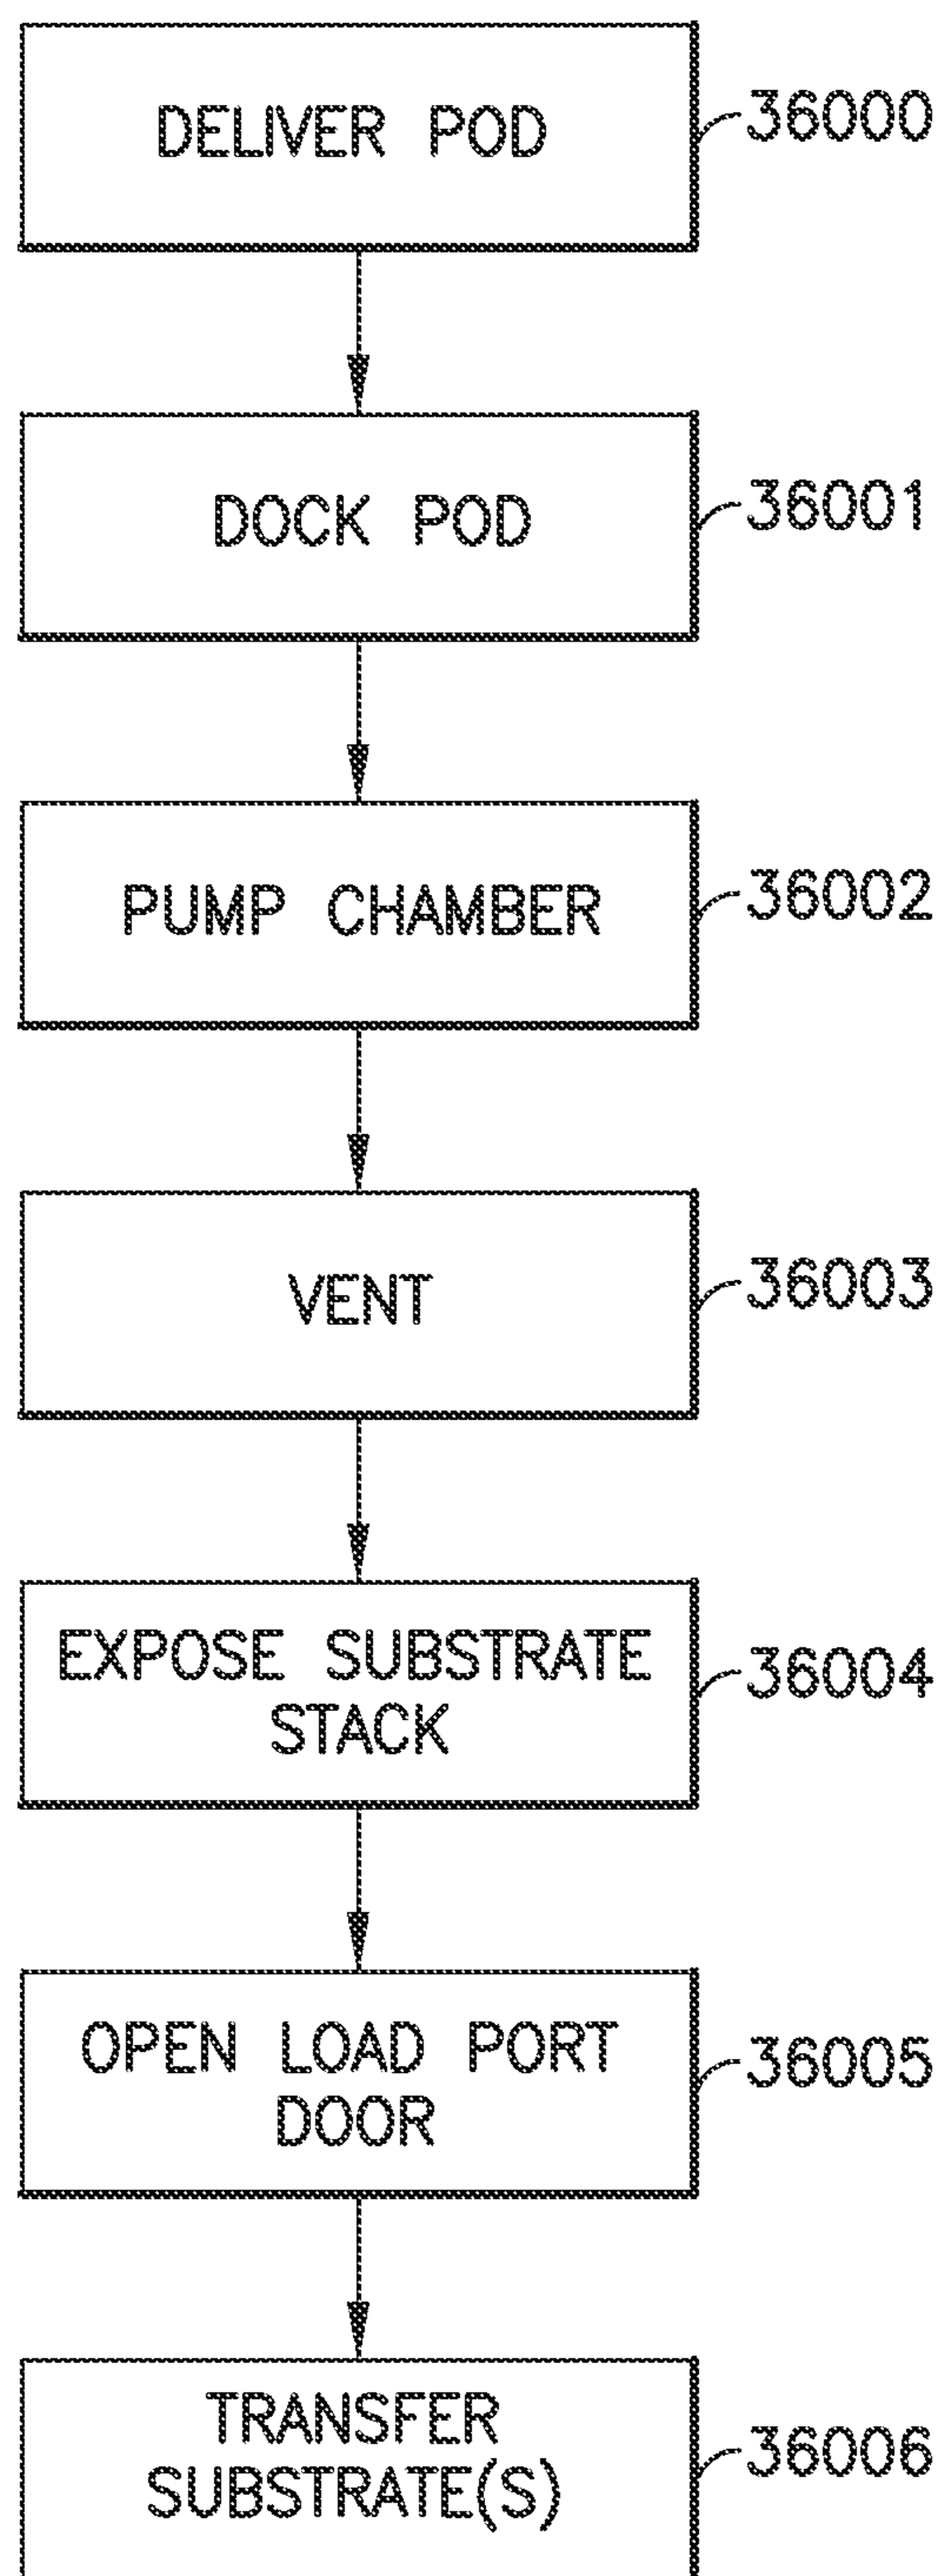 DELIVER POD
36000
DOCK POD
36001
PUMP CHAMBER
36002
VENT
36003
EXPOSE SUBSTRATE
STACK
36004
OPEN LOAD PORT
DOOR
36005
TRANSFER
SUBSTRATE(S)
36006